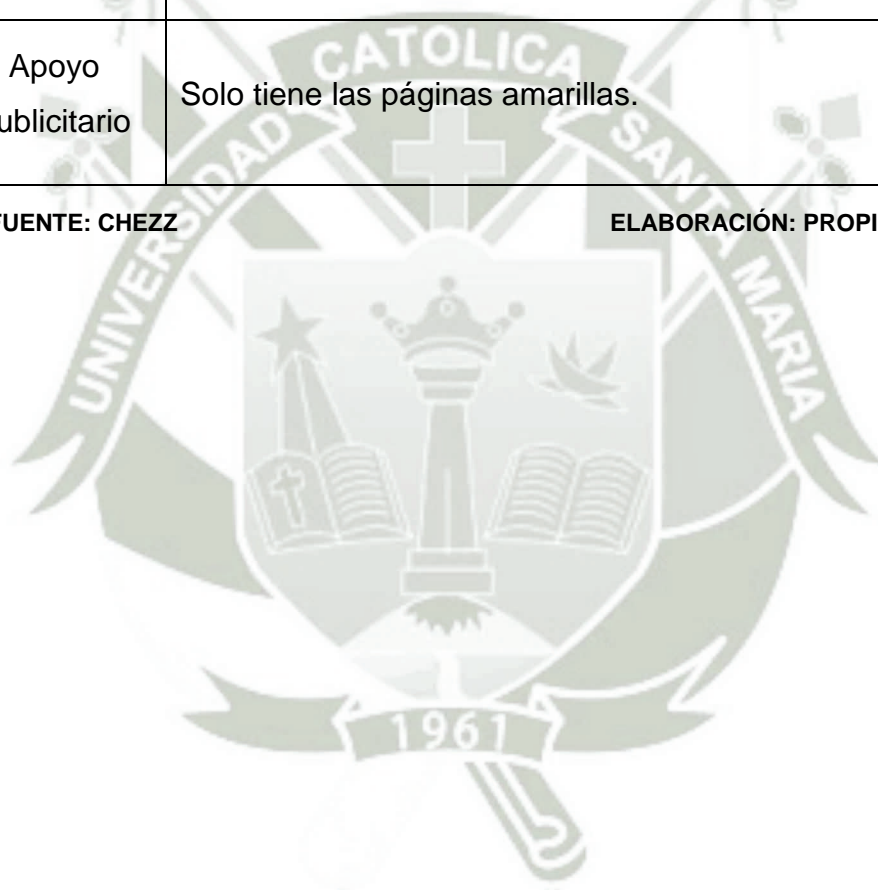 Apoyo
ublicitario
Solo tiene las páginas amarillas.
FUENTE: CHEZZ
ELABORACIÓN: PROPI
UNIVERSIDAD CATOLICA SANTA MARIA
1961